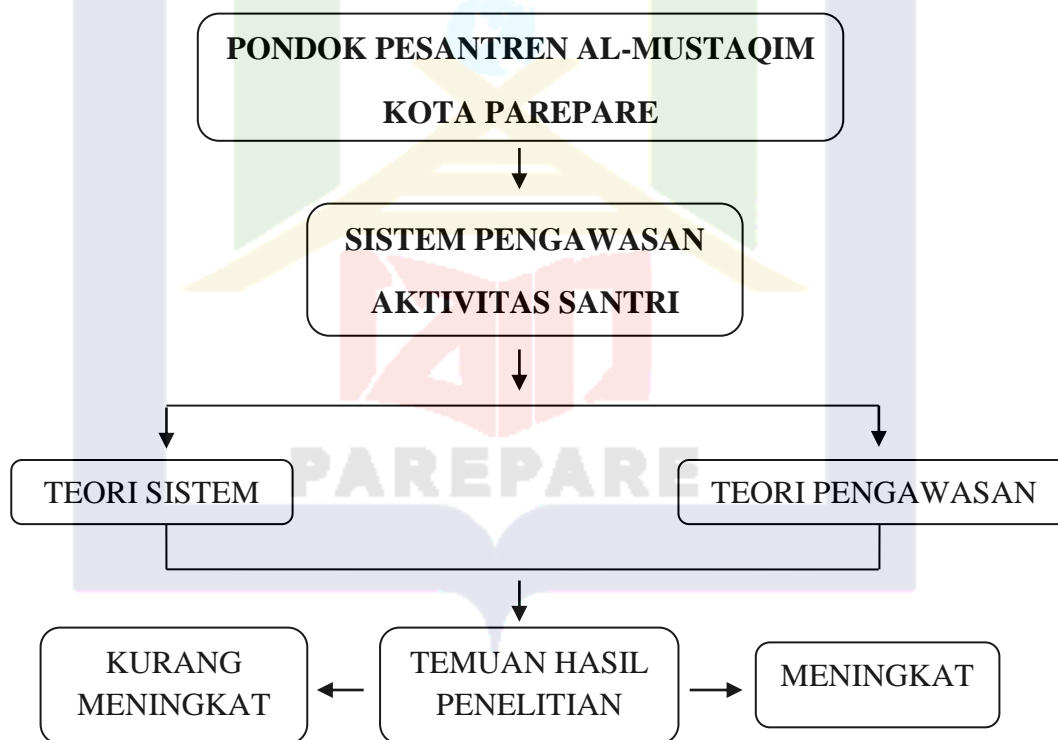 PONDOK PESANTREN AL-MUSTAQIM
KOTA PAREPARE
SISTEM PENGAWASAN
AKTIVITAS SANTRI
TEORI SISTEM
TEORI PENGAWASAN
PAREPARE
KURANG
MENINGKAT
TEMUAN HASIL
PENELITIAN
MENINGKAT